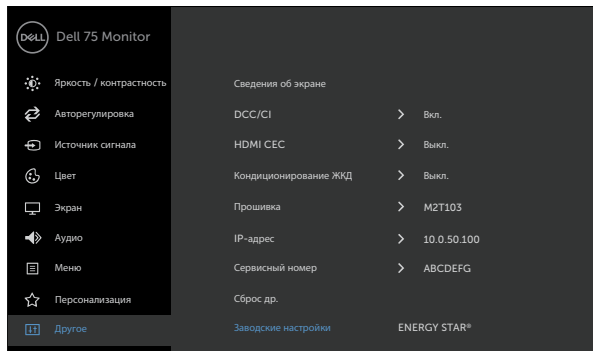 DELL Dell 75 Monitor
Яркость / контрастность Сведения об экране
Авторегулировка DCC/CI Вкл.
Источник сигнала HDMI CEC Выкл.
Цвет Кондиционирование ЖКД Выкл.
Экран Прошивка M2T103
Аудио IP-адрес 10.0.50.100
Меню Сервисный номер ABCDEFG
Персонализация Сброс др.
Другое Заводские настройки ENERGY STAR®